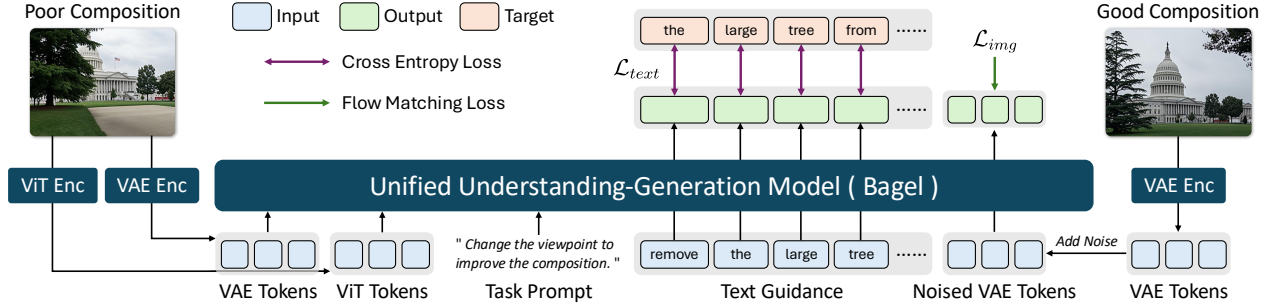 Poor Composition
Input
Output
Target
Good Composition
Cross Entropy Loss
Flow Matching Loss
the large tree from ......
ℒ_text
ℒ_img
......
ViT Enc
VAE Enc
Unified Understanding-Generation Model ( Bagel )
VAE Enc
" Change the viewpoint to
improve the composition. "
remove the large tree ......
Add Noise
VAE Tokens
ViT Tokens
Task Prompt
Text Guidance
Noised VAE Tokens
VAE Tokens